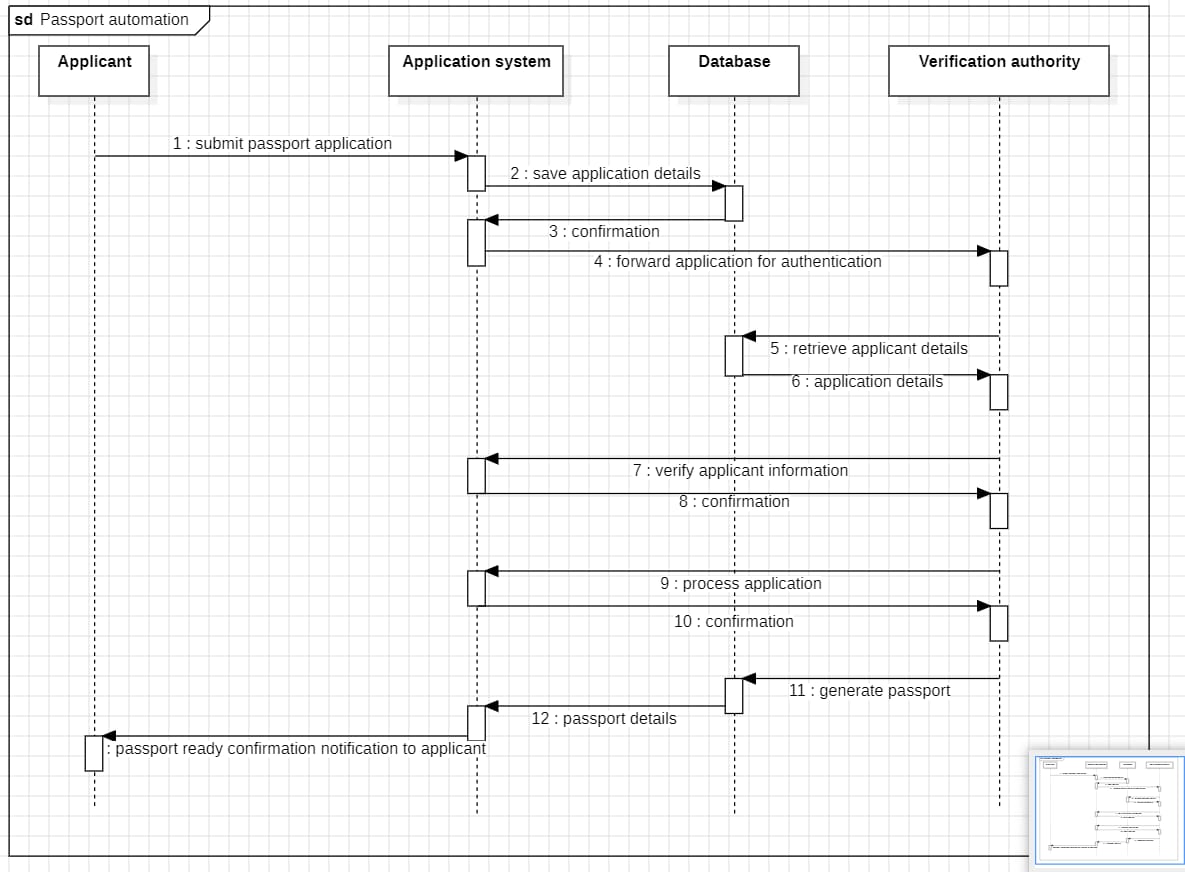 sd Passport automation
Applicant
Application system
Database
Verification authority
1 : submit passport application
2 : save application details
3 : confirmation
4 : forward application for authentication
5 : retrieve applicant details
6 : application details
7 : verify applicant information
8 : confirmation
9 : process application
10 : confirmation
11 : generate passport
12 : passport details
: passport ready confirmation notification to applicant